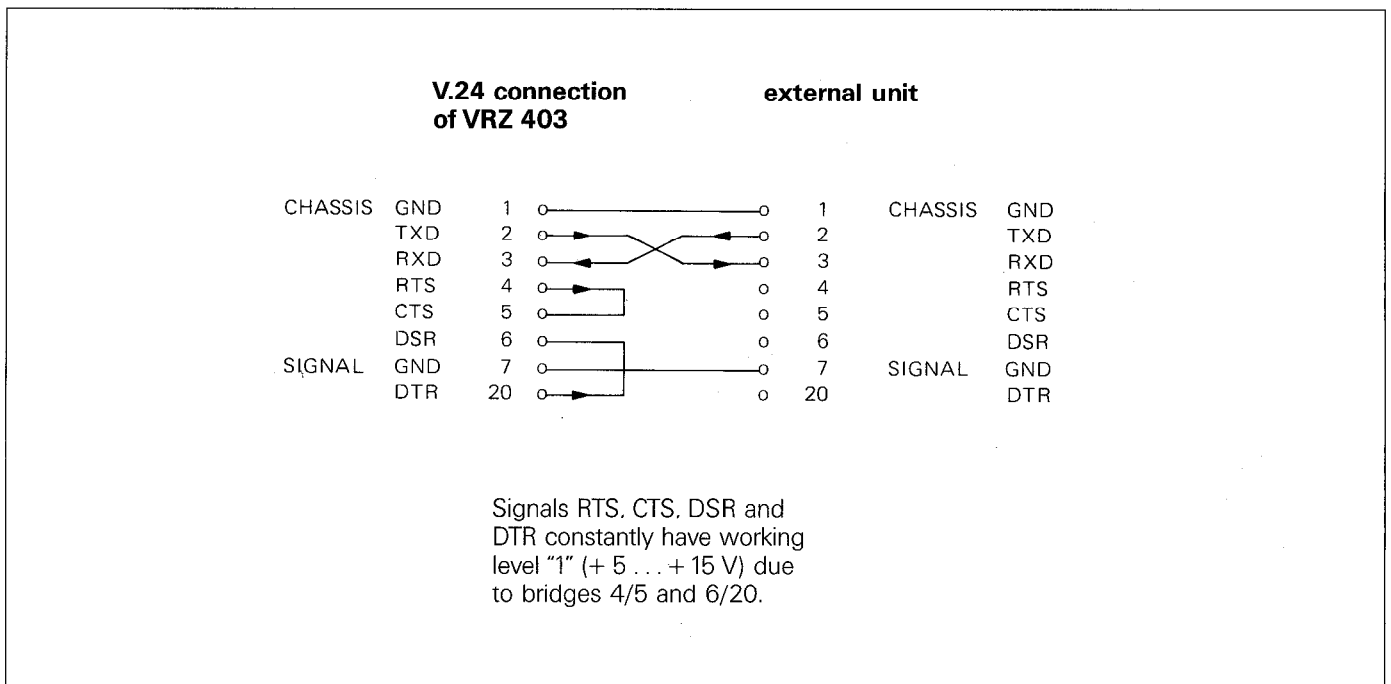 V.24 connection external unit
of VRZ 403
CHASSIS GND 1 1 CHASSIS GND
TXD 2 2 TXD
RXD 3 3 RXD
RTS 4 4 RTS
CTS 5 5 CTS
DSR 6 6 DSR
SIGNAL GND 7 7 SIGNAL GND
DTR 20 20 DTR
Signals RTS, CTS, DSR and
DTR constantly have working
level "1" (+ 5 . . . + 15 V) due
to bridges 4/5 and 6/20.